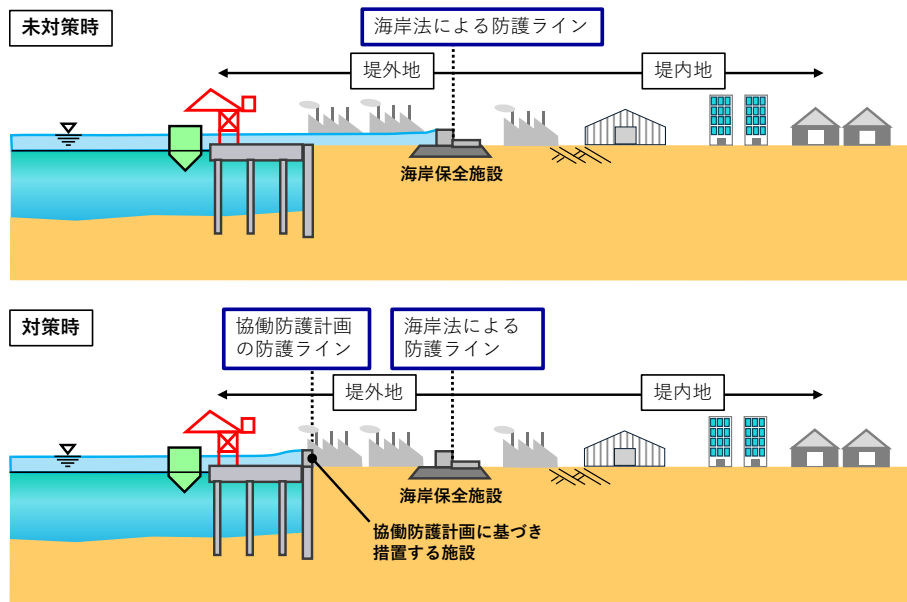 未対策時
海岸法による防護ライン
堤外地
堤内地
海岸保全施設
対策時
協働防護計画
の防護ライン
海岸法による
防護ライン
堤外地
堤内地
海岸保全施設
協働防護計画に基づき
措置する施設